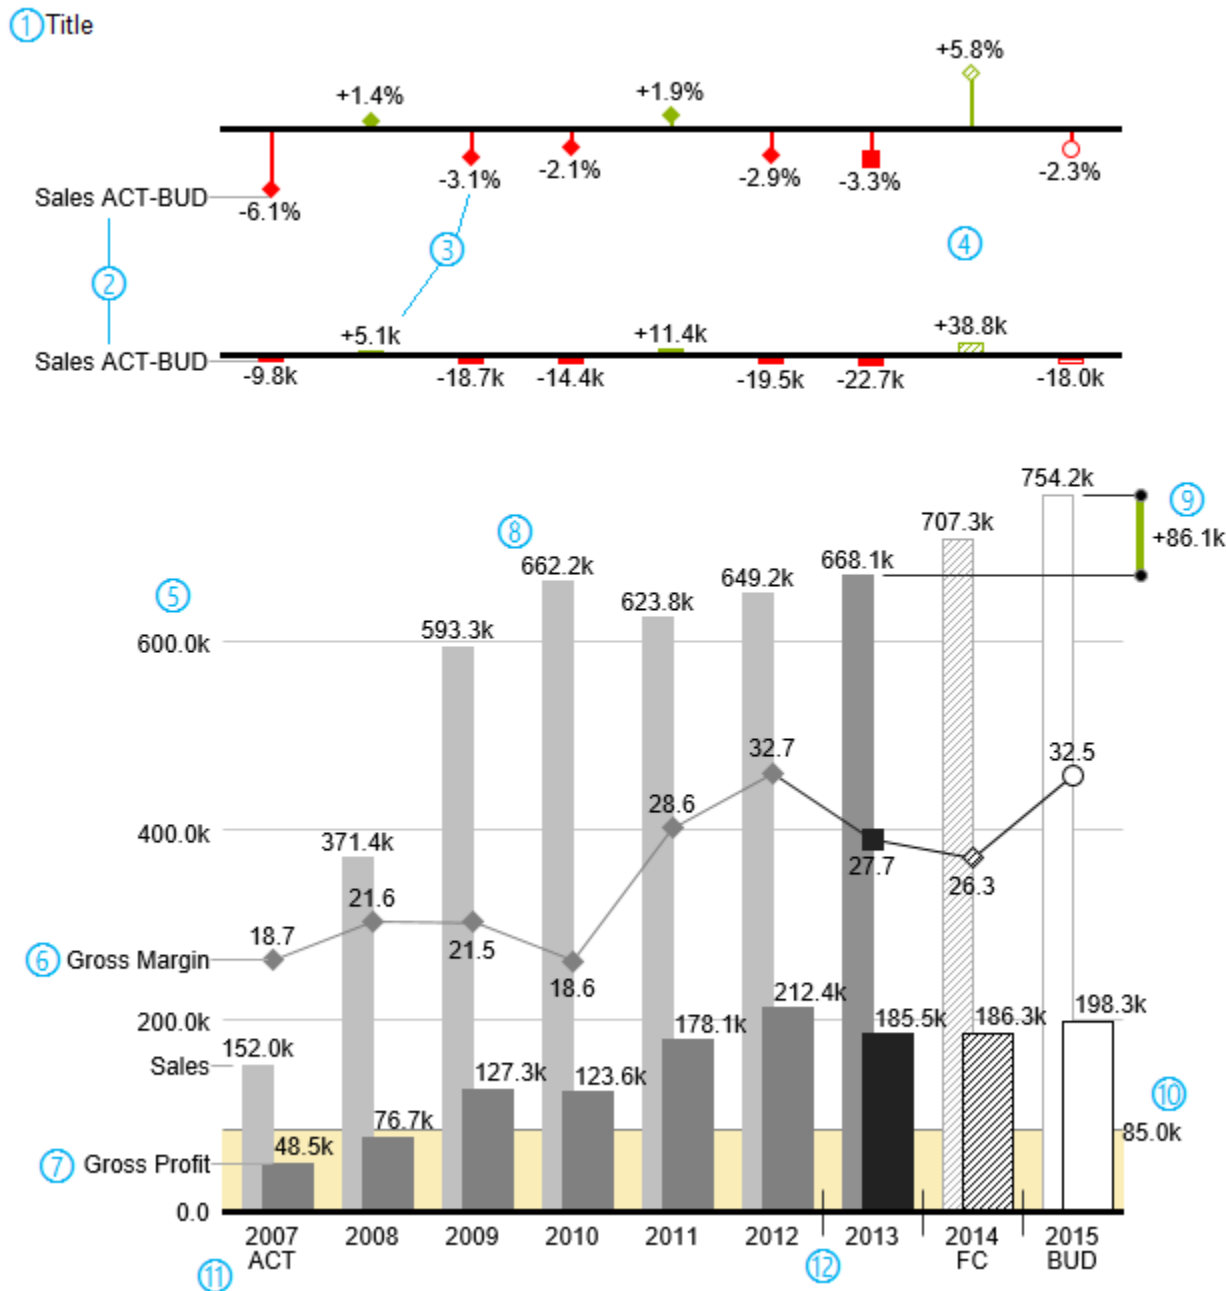 ① Title
+5.8%
+1.4% +1.9%
-3.1% -2.1% -2.9% -3.3% -2.3%
Sales ACT-BUD -6.1%
③ ④
②
+5.1k +11.4k +38.8k
Sales ACT-BUD -9.8k -18.7k -14.4k -19.5k -22.7k -18.0k
754.2k ⑨
⑧ 707.3k +86.1k
662.2k 649.2k 668.1k
⑤ 623.8k
600.0k 593.3k
32.7 32.5
28.6
400.0k 371.4k 27.7 26.3
21.6
18.7 21.5
⑥ Gross Margin 18.6
212.4k 198.3k
200.0k 178.1k 185.5k 186.3k
152.0k
Sales 127.3k 123.6k
⑩
76.7k 85.0k
48.5k
⑦ Gross Profit
0.0
2007 2008 2009 2010 2011 2012 2013 2014 2015
ACT FC BUD
⑪ ⑫